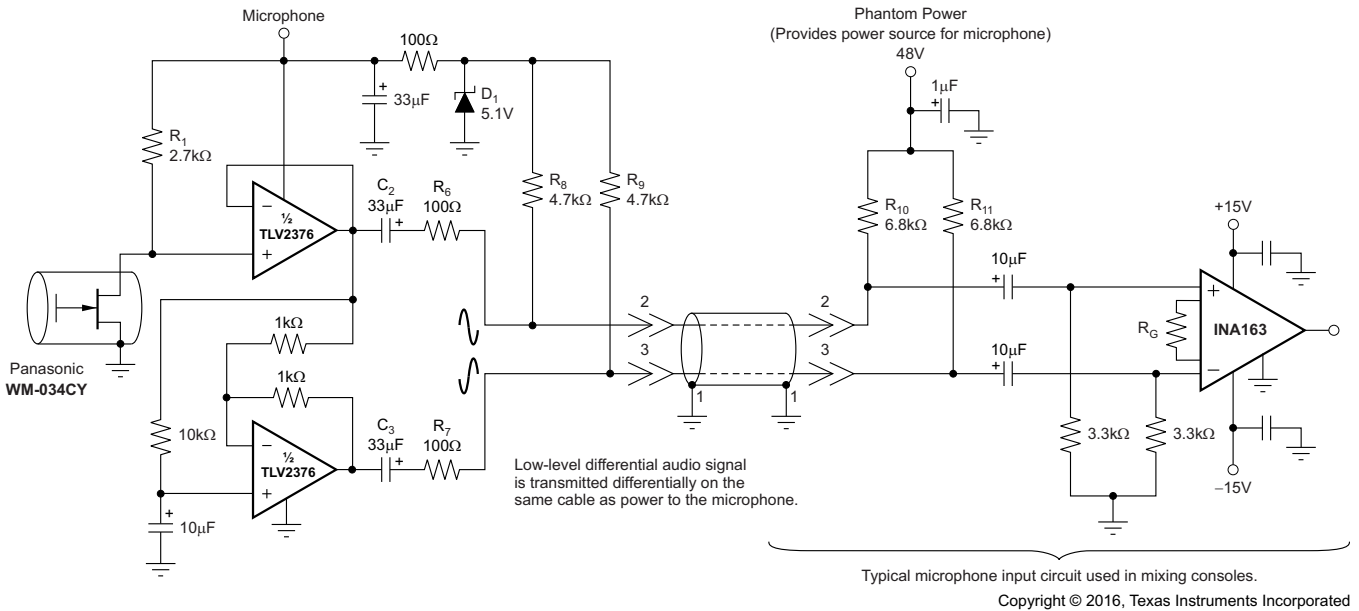 Microphone
Phantom Power
(Provides power source for microphone)
48V
1μF
+
100Ω
+
33μF
D1
5.1V
R1
2.7kΩ
R8
4.7kΩ
R9
4.7kΩ
R10
6.8kΩ
R11
6.8kΩ
+15V
−
½
TLV2376
+
C2
33μF
+
R6
100Ω
10μF
+
RG
INA163
−
2
2
3
3
1
1
10μF
Panasonic
WM-034CY
1kΩ
1kΩ
10kΩ
−
½
TLV2376
+
C3
33μF
+
R7
100Ω
3.3kΩ
3.3kΩ
−15V
+
10μF
Low-level differential audio signal
is transmitted differentially on the
same cable as power to the microphone.
Typical microphone input circuit used in mixing consoles.
Copyright © 2016, Texas Instruments Incorporated